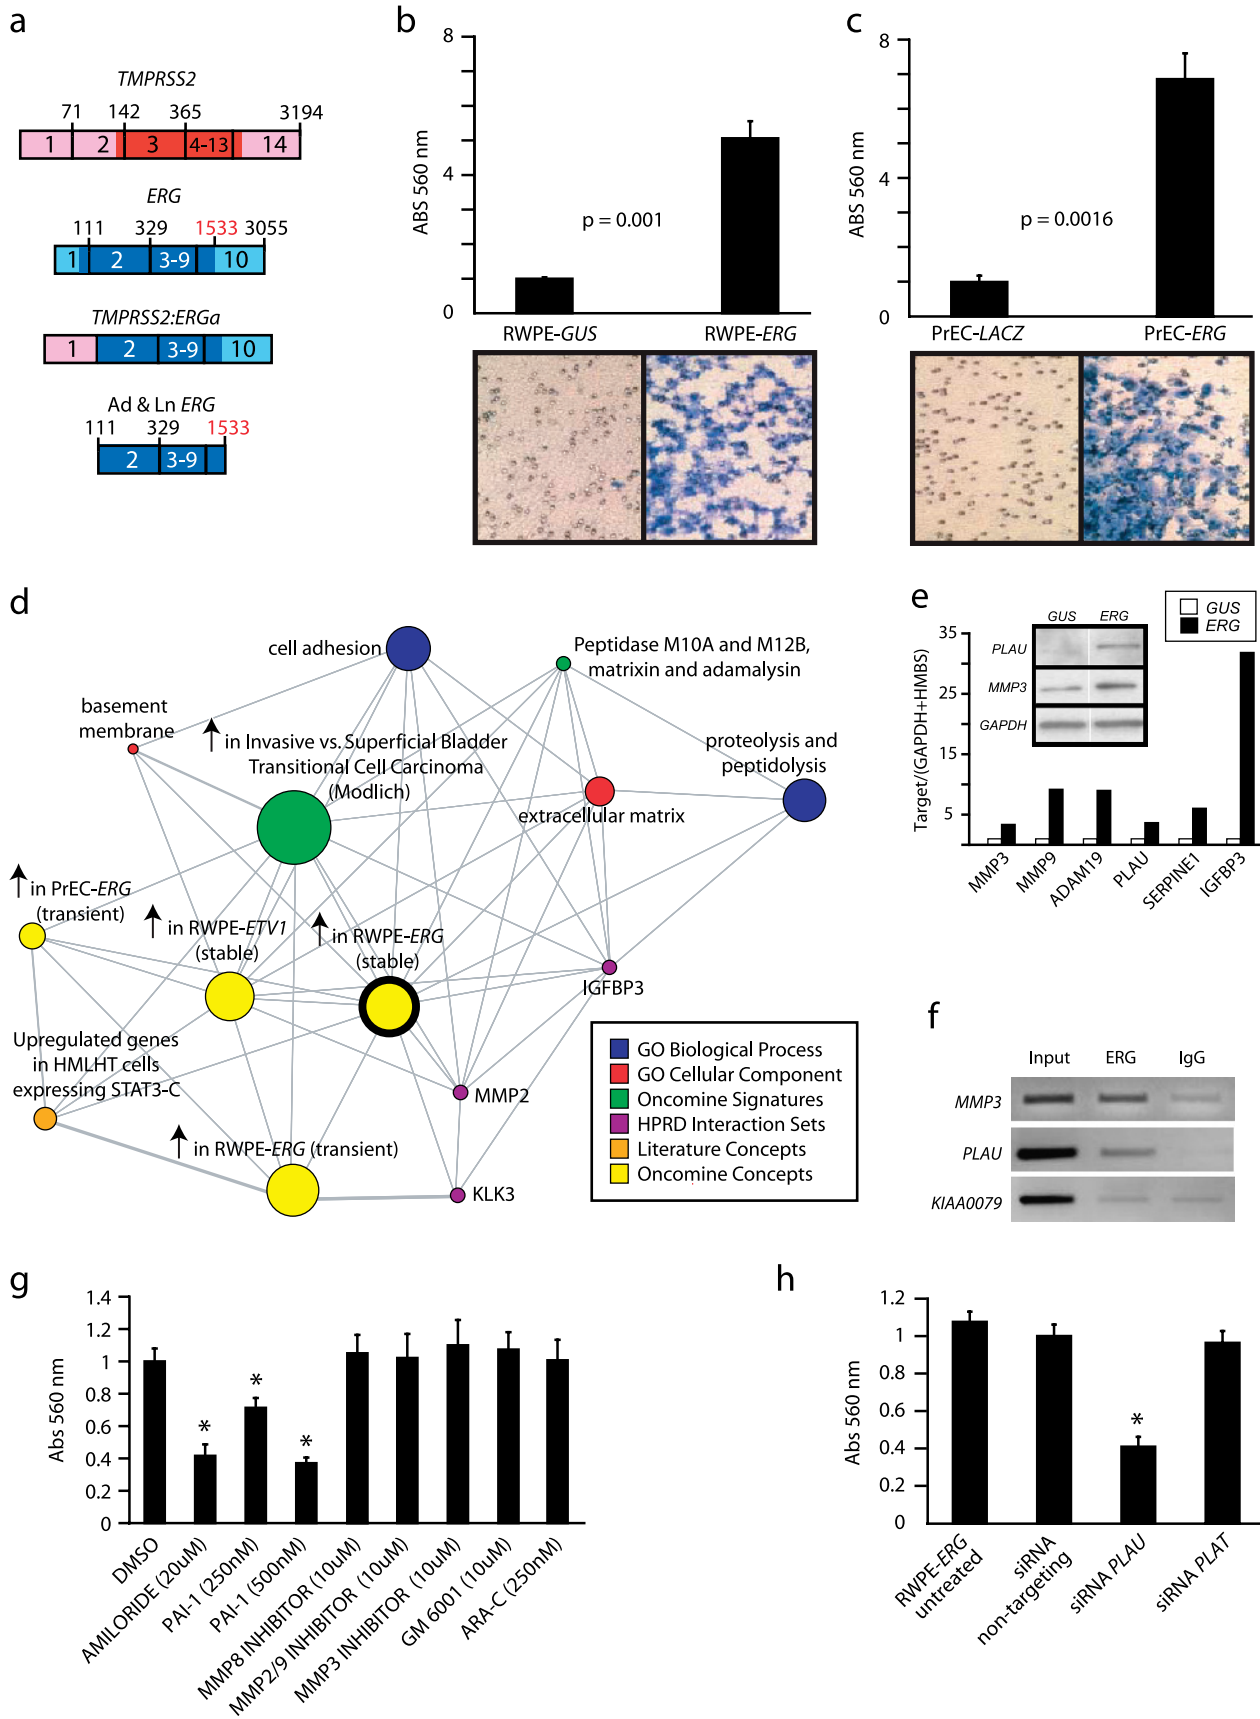 a
TMPRSS2
71 142 365 3194
1 2 3 4-13 14
ERG
111 329 1533 3055
1 2 3-9 10
TMPRSS2:ERGa
1 2 3-9 10
Ad & Ln ERG
111 329 1533
2 3-9
b
8
4
0
ABS 560 nm
p = 0.001
RWPE-GUS RWPE-ERG
c
8
4
0
ABS 560 nm
p = 0.0016
PrEC-LACZ PrEC-ERG
d
cell adhesion
Peptidase M10A and M12B,
matrixin and adamalysin
basement
membrane
in Invasive vs. Superficial Bladder
Transitional Cell Carcinoma
(Modlich)
proteolysis and
peptidolysis
extracellular matrix
in PrEC-ERG
(transient)
in RWPE-ETV1
(stable)
in RWPE-ERG
(stable)
IGFBP3
Upregulated genes
in HMLHT cells
expressing STAT3-C
MMP2
in RWPE-ERG (transient)
KLK3
GO Biological Process
GO Cellular Component
Oncomine Signatures
HPRD Interaction Sets
Literature Concepts
Oncomine Concepts
e
GUS
ERG
GUS ERG
PLAU
MMP3
GAPDH
35
25
15
5
Target/(GAPDH+HMBS)
MMP3
MMP9
ADAM19
PLAU
SERPINE1
IGFBP3
f
Input ERG IgG
MMP3
PLAU
KIAA0079
g
1.4
1.2
1
0.8
0.6
0.4
0.2
0
Abs 560 nm
*
*
*
DMSO
AMILORIDE (20uM)
PAI-1 (250nM)
PAI-1 (500nM)
MMP8 INHIBITOR (10uM)
MMP2/9 INHIBITOR (10uM)
MMP3 INHIBITOR (10uM)
GM 6001 (10uM)
ARA-C (250nM)
h
1.2
1
0.8
0.6
0.4
0.2
0
Abs 560 nm
*
RWPE-ERG
untreated
siRNA
non-targeting
siRNA PLAU
siRNA PLAT